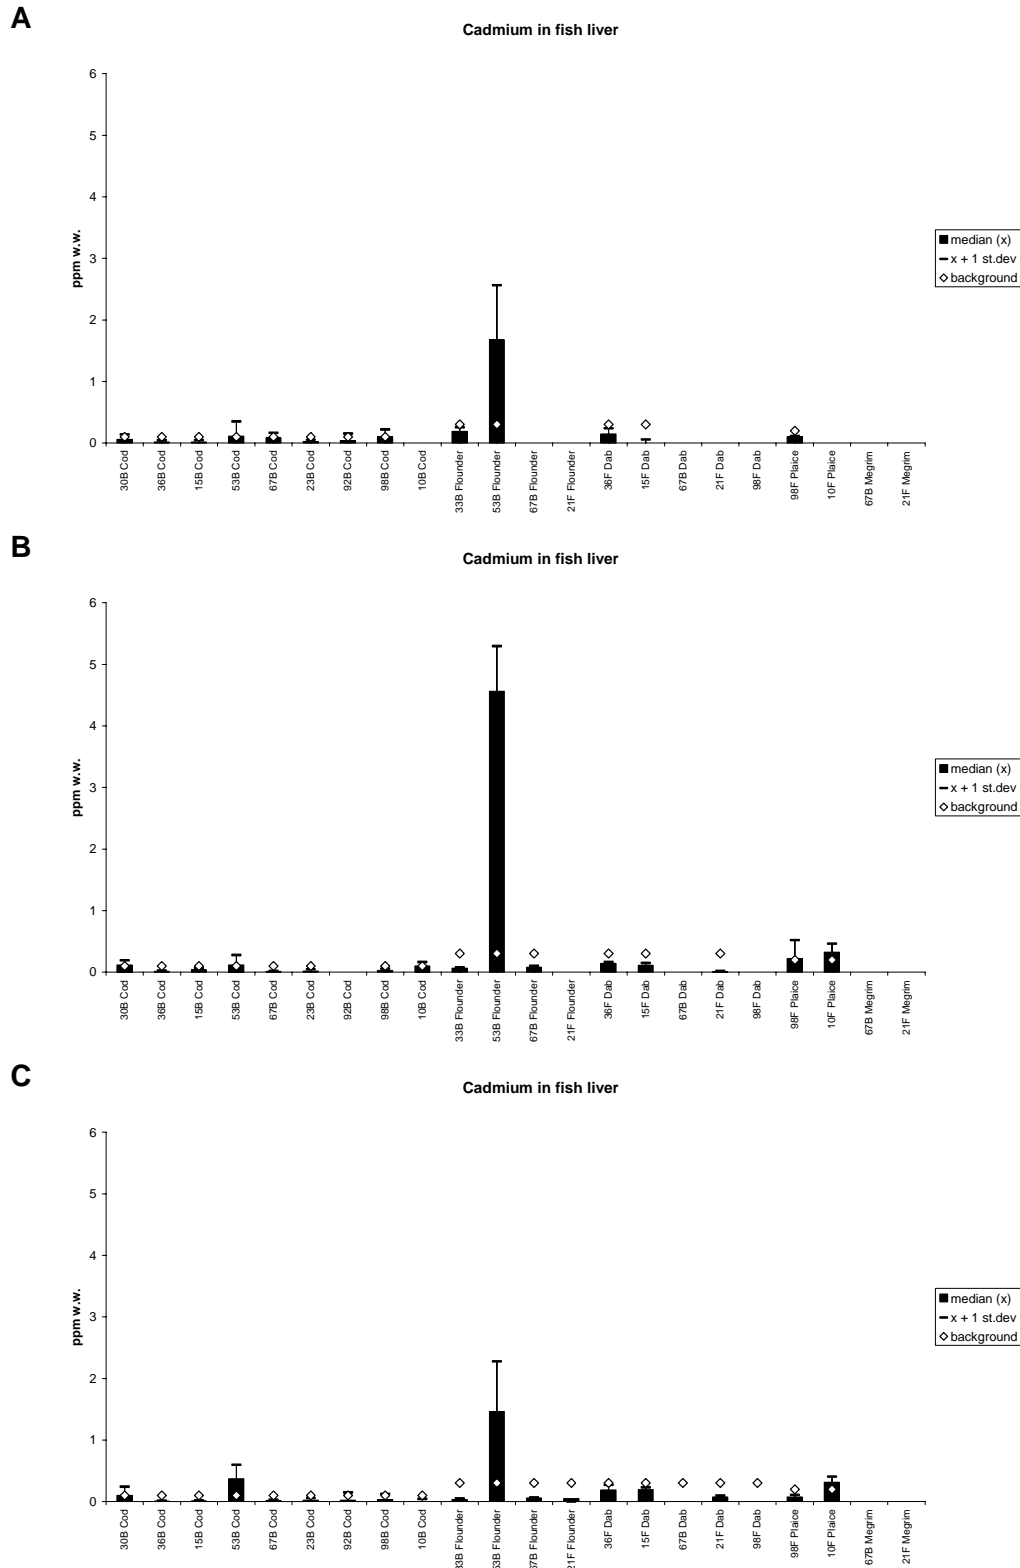 A
Cadmium in fish liver
6
5
4
3
2
1
0
ppm w.w.
median (x)
x + 1 st.dev
background
30B Cod
36B Cod
15B Cod
53B Cod
67B Cod
23B Cod
92B Cod
98B Cod
10B Cod
33B Flounder
53B Flounder
67B Flounder
21F Flounder
36F Dab
15F Dab
67B Dab
21F Dab
98F Dab
98F Plaice
10F Plaice
67B Megrim
21F Megrim
B
Cadmium in fish liver
6
5
4
3
2
1
0
ppm w.w.
median (x)
x + 1 st.dev
background
30B Cod
36B Cod
15B Cod
53B Cod
67B Cod
23B Cod
92B Cod
98B Cod
10B Cod
33B Flounder
53B Flounder
67B Flounder
21F Flounder
36F Dab
15F Dab
67B Dab
21F Dab
98F Dab
98F Plaice
10F Plaice
67B Megrim
21F Megrim
C
Cadmium in fish liver
6
5
4
3
2
1
0
ppm w.w.
median (x)
x + 1 st.dev
background
30B Cod
36B Cod
15B Cod
53B Cod
67B Cod
23B Cod
92B Cod
98B Cod
10B Cod
33B Flounder
53B Flounder
67B Flounder
21F Flounder
36F Dab
15F Dab
67B Dab
21F Dab
98F Dab
98F Plaice
10F Plaice
67B Megrim
21F Megrim